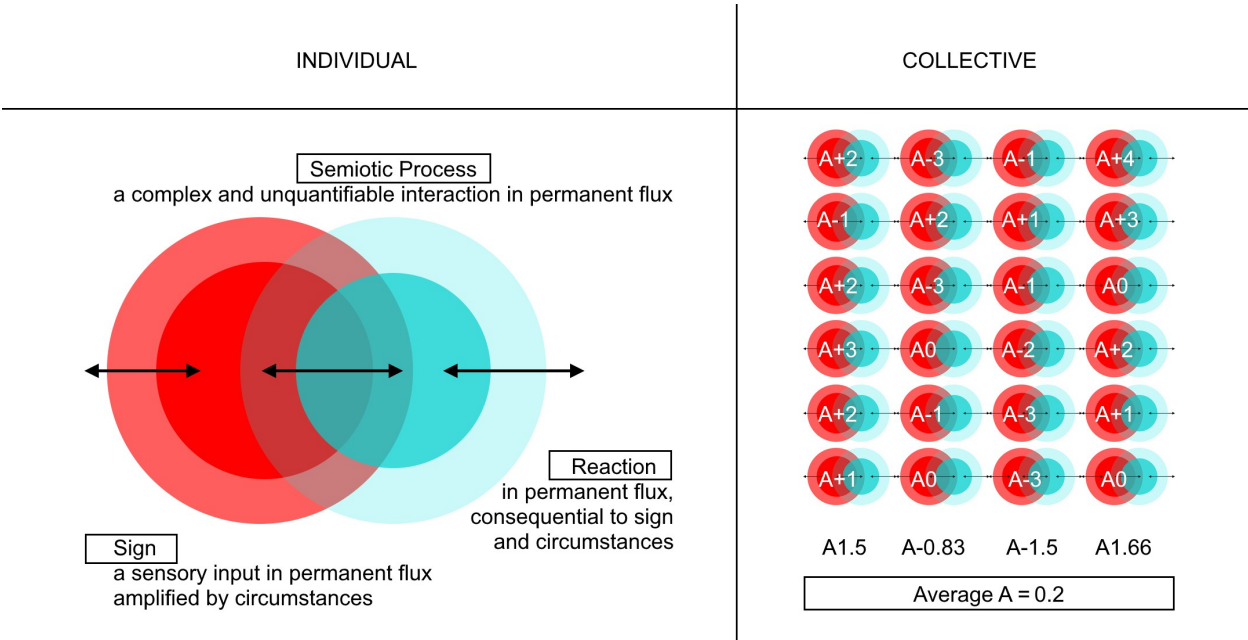 INDIVIDUAL
COLLECTIVE
Semiotic Process
a complex and unquantifiable interaction in permanent flux
Reaction
in permanent flux,
consequential to sign
and circumstances
Sign
a sensory input in permanent flux
amplified by circumstances
A+2 A-3 A-1 A+4
A-1 A+2 A+1 A+3
A+2 A-3 A-1 A0
A+3 A0 A-2 A+2
A+2 A-1 A-3 A+1
A+1 A0 A-3 A0
A1.5 A-0.83 A-1.5 A1.66
Average A = 0.2